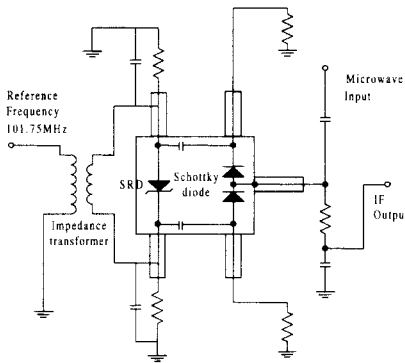 Microwave
Input
Reference
Frequency
101.75MHz
SRD
Schottky
diode
IF
Outpu
Impedance
transformer